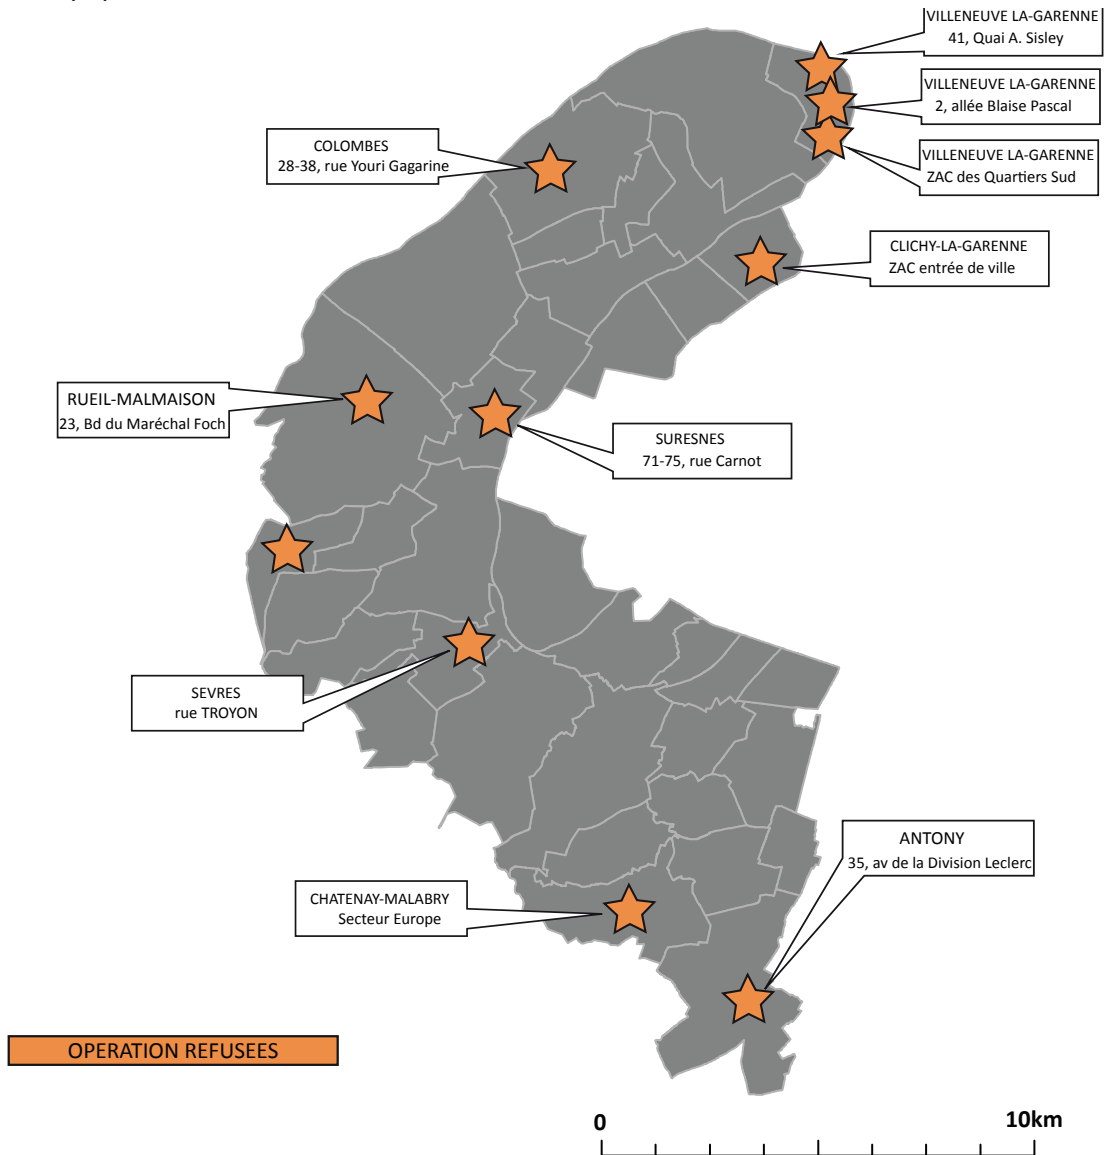 VILLENEUVE LA-GARENNE
41, Quai A. Sisley
VILLENEUVE LA-GARENNE
2, allée Blaise Pascal
COLOMBES
28-38, rue Youri Gagarine
VILLENEUVE LA-GARENNE
ZAC des Quartiers Sud
CLICHY-LA-GARENNE
ZAC entrée de ville
RUEIL-MALMAISON
23, Bd du Maréchal Foch
SURESNES
71-75, rue Carnot
SEVRES
rue TROYON
ANTONY
35, av de la Division Leclerc
CHATENAY-MALABRY
Secteur Europe
OPERATION REFUSEES
0 10km